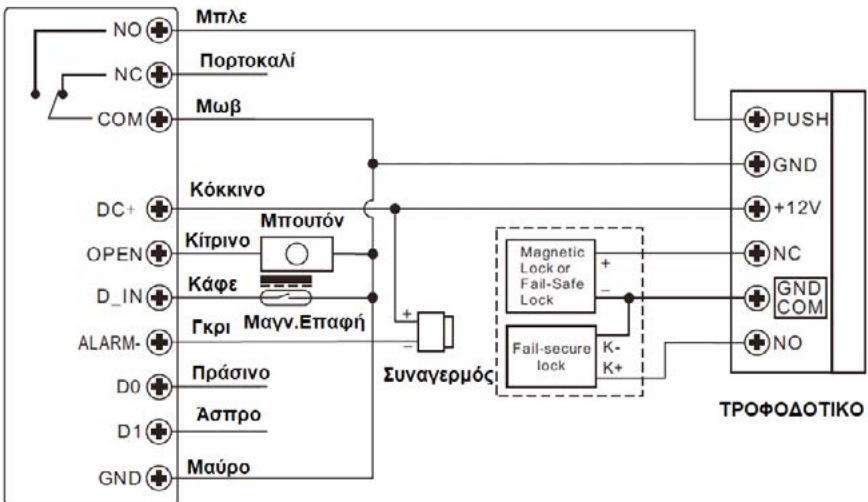 NO Μπλε
NC Πορτοκαλί
COM Μωβ
DC+ Κόκκινο
OPEN Κίτρινο
Μπουτόν
D_IN Κάφε
Μαγν.Επαφή
ALARM- Γκρι
+
−
Συναγερμός
D0 Πράσινο
D1 Άσπρο
GND Μαύρο
Magnetic
Lock or
Fail-Safe
Lock
+
−
Fail-secure
lock
K-
K+
PUSH
GND
+12V
NC
GND
COM
NO
ΤΡΟΦΟΔΟΤΙΚΟ